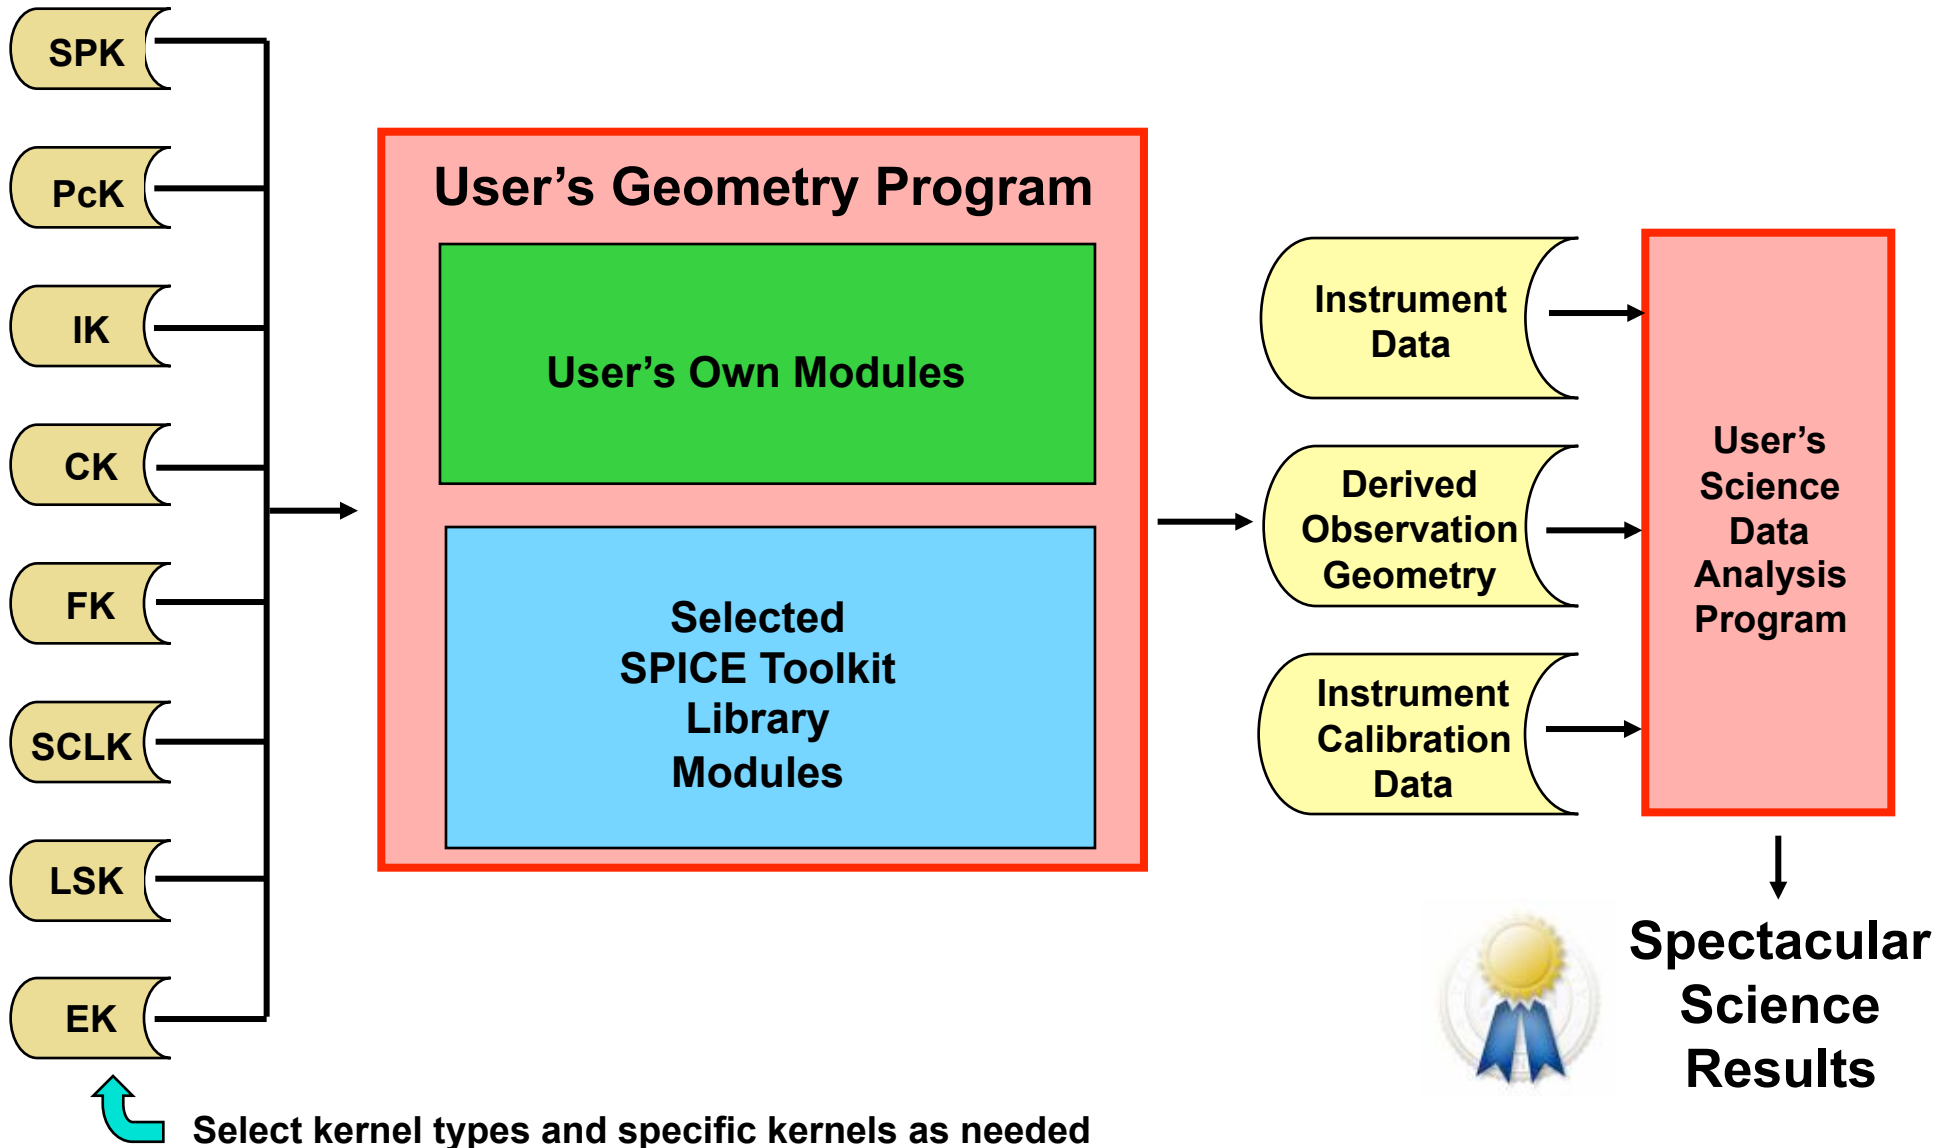 SPK
PcK
IK
CK
FK
SCLK
LSK
EK
Select kernel types and specific kernels as needed
User’s Geometry Program
User’s Own Modules
Selected
SPICE Toolkit
Library
Modules
Instrument
Data
Derived
Observation
Geometry
Instrument
Calibration
Data
User’s
Science
Data
Analysis
Program
Spectacular
Science
Results